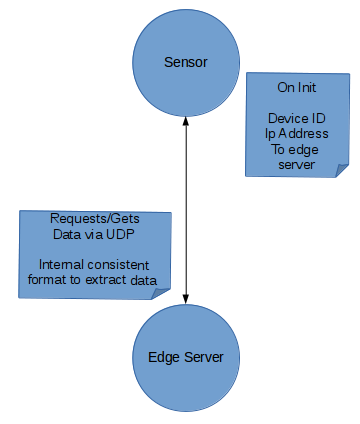 Sensor
On Init
Device ID
Ip Address
To edge
server
Requests/Gets
Data via UDP
Internal consistent
format to extract data
Edge Server